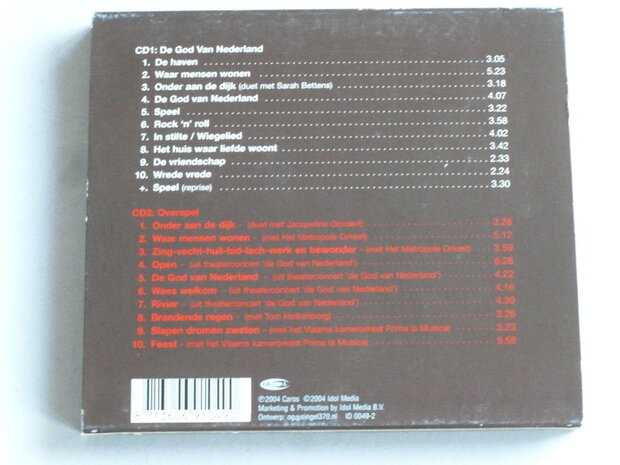 CD1: De God Van Nederland
1. De haven 3.05
2. Waar mensen wonen 5.23
3. Onder aan de dijk (duet met Sarah Bettens) 3.18
4. De God van Nederland 4.07
5. Speel 3.22
6. Rock 'n' roll 3.58
7. In stilte / Wiegelied 4.02
8. Het huis waar liefde woont 3.42
9. De vriendschap 2.33
10. Wrede vrede 2.24
+. Speel (reprise) 3.30
CD2: Overspel
1. Onder aan de dijk - (duet met Jacqueline Govaert) 3.28
2. Waar mensen wonen - (met Het Metropole Orkest) 5.12
3. Zing-vecht-huil-bid-lach-werk en bewonder - (met Het Metropole Orkest) 3.59
4. Open - (uit theaterconcert 'de God van Nederland') 6.28
5. De God van Nederland - (uit theaterconcert 'de God van Nederland') 4.22
6. Wees welkom - (uit theaterconcert 'de God van Nederland') 4.16
7. Rivier - (uit theaterconcert 'de God van Nederland') 4.30
8. Brandende regen - (met Tom Holkenborg) 3.26
9. Slapen dromen zweten - (met het Vlaams kamerorkest Prima la Musica) 3.23
10. Feest - (met het Vlaams kamerorkest Prima la Musica) 5.58
℗2004 Caros ©2004 Idol Media
Marketing & Promotion by Idol Media B.V.
Ontwerp: og@singel370.nl ID 0049-2